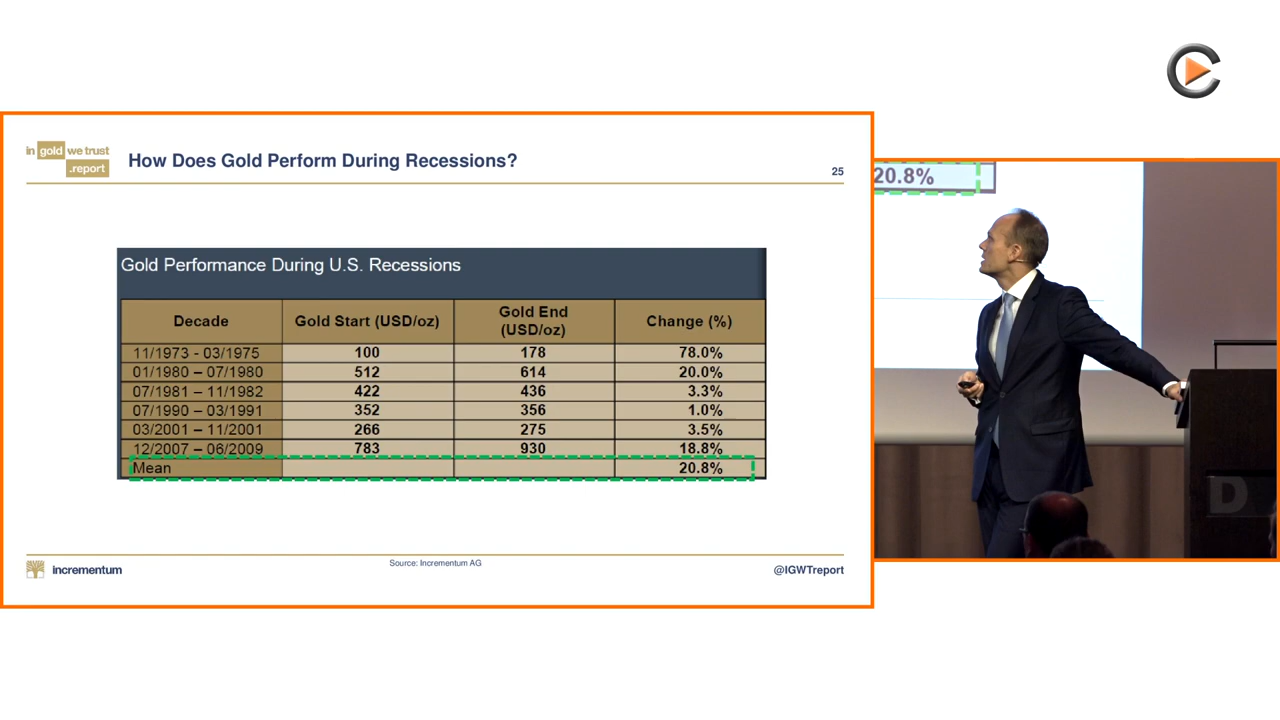 in gold we trust
.report
How Does Gold Perform During Recessions?
25
Gold Performance During U.S. Recessions
Decade Gold Start (USD/oz) Gold End (USD/oz) Change (%)
11/1973 - 03/1975 100 178 78.0%
01/1980 – 07/1980 512 614 20.0%
07/1981 – 11/1982 422 436 3.3%
07/1990 – 03/1991 352 356 1.0%
03/2001 – 11/2001 266 275 3.5%
12/2007 – 06/2009 783 930 18.8%
Mean 20.8%
Source: Incrementum AG
incrementum
@IGWTreport
20.8%
D